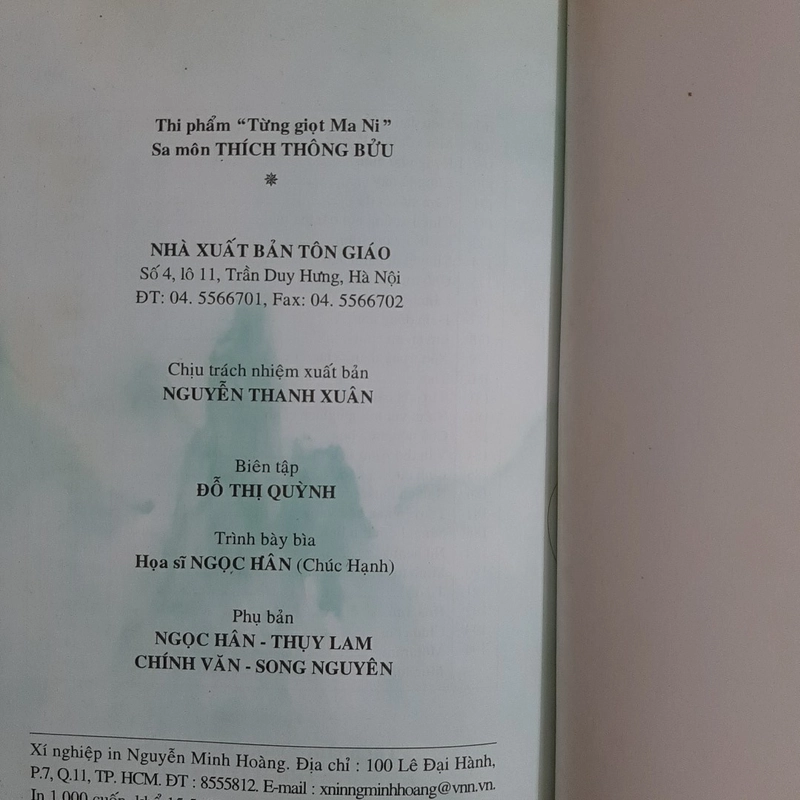 Thi phẩm “Từng giọt Ma Ni”
Sa môn THÍCH THÔNG BỬU
NHÀ XUẤT BẢN TÔN GIÁO
Số 4, lô 11, Trần Duy Hưng, Hà Nội
ĐT: 04. 5566701, Fax: 04. 5566702
Chịu trách nhiệm xuất bản
NGUYỄN THANH XUÂN
Biên tập
ĐỖ THỊ QUỲNH
Trình bày bìa
Họa sĩ NGỌC HÂN (Chúc Hạnh)
Phụ bản
NGỌC HÂN - THỤY LAM
CHÍNH VĂN - SONG NGUYÊN
Xí nghiệp in Nguyễn Minh Hoàng. Địa chỉ : 100 Lê Đại Hành,
P.7, Q.11, TP. HCM. ĐT : 8555812. E-mail : xninngminhhoang@vnn.vn.
In 1.000 cuốn, khổ